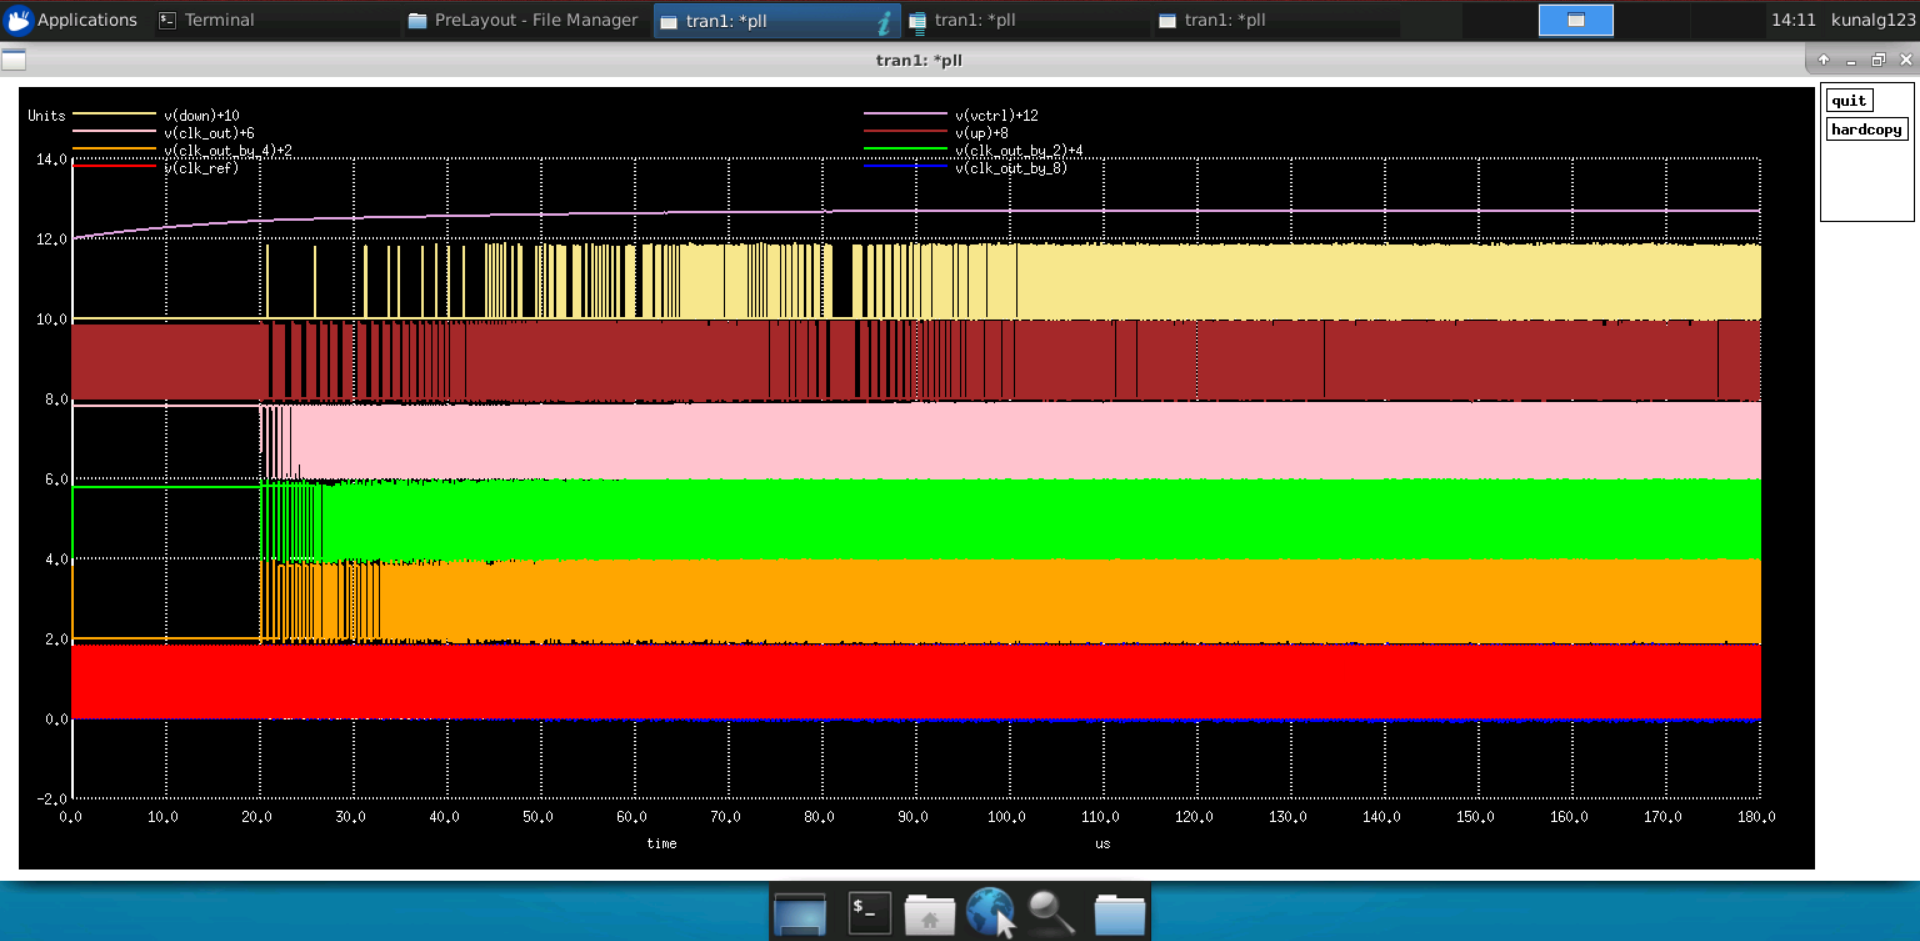 Applications Terminal PreLayout - File Manager tran1: *pll tran1: *pll tran1: *pll 14:11 kunalg123
tran1: *pll
quit
hardcopy
Units v(down)+10 v(vctrl)+12
v(clk_out)+6 v(up)+8
v(clk_out_by_4)+2 v(clk_out_by_2)+4
v(clk_ref) v(clk_out_by_8)
14.0
12.0
10.0
8.0
6.0
4.0
2.0
0.0
-2.0
0.0 10.0 20.0 30.0 40.0 50.0 60.0 70.0 80.0 90.0 100.0 110.0 120.0 130.0 140.0 150.0 160.0 170.0 180.0
time us
$_